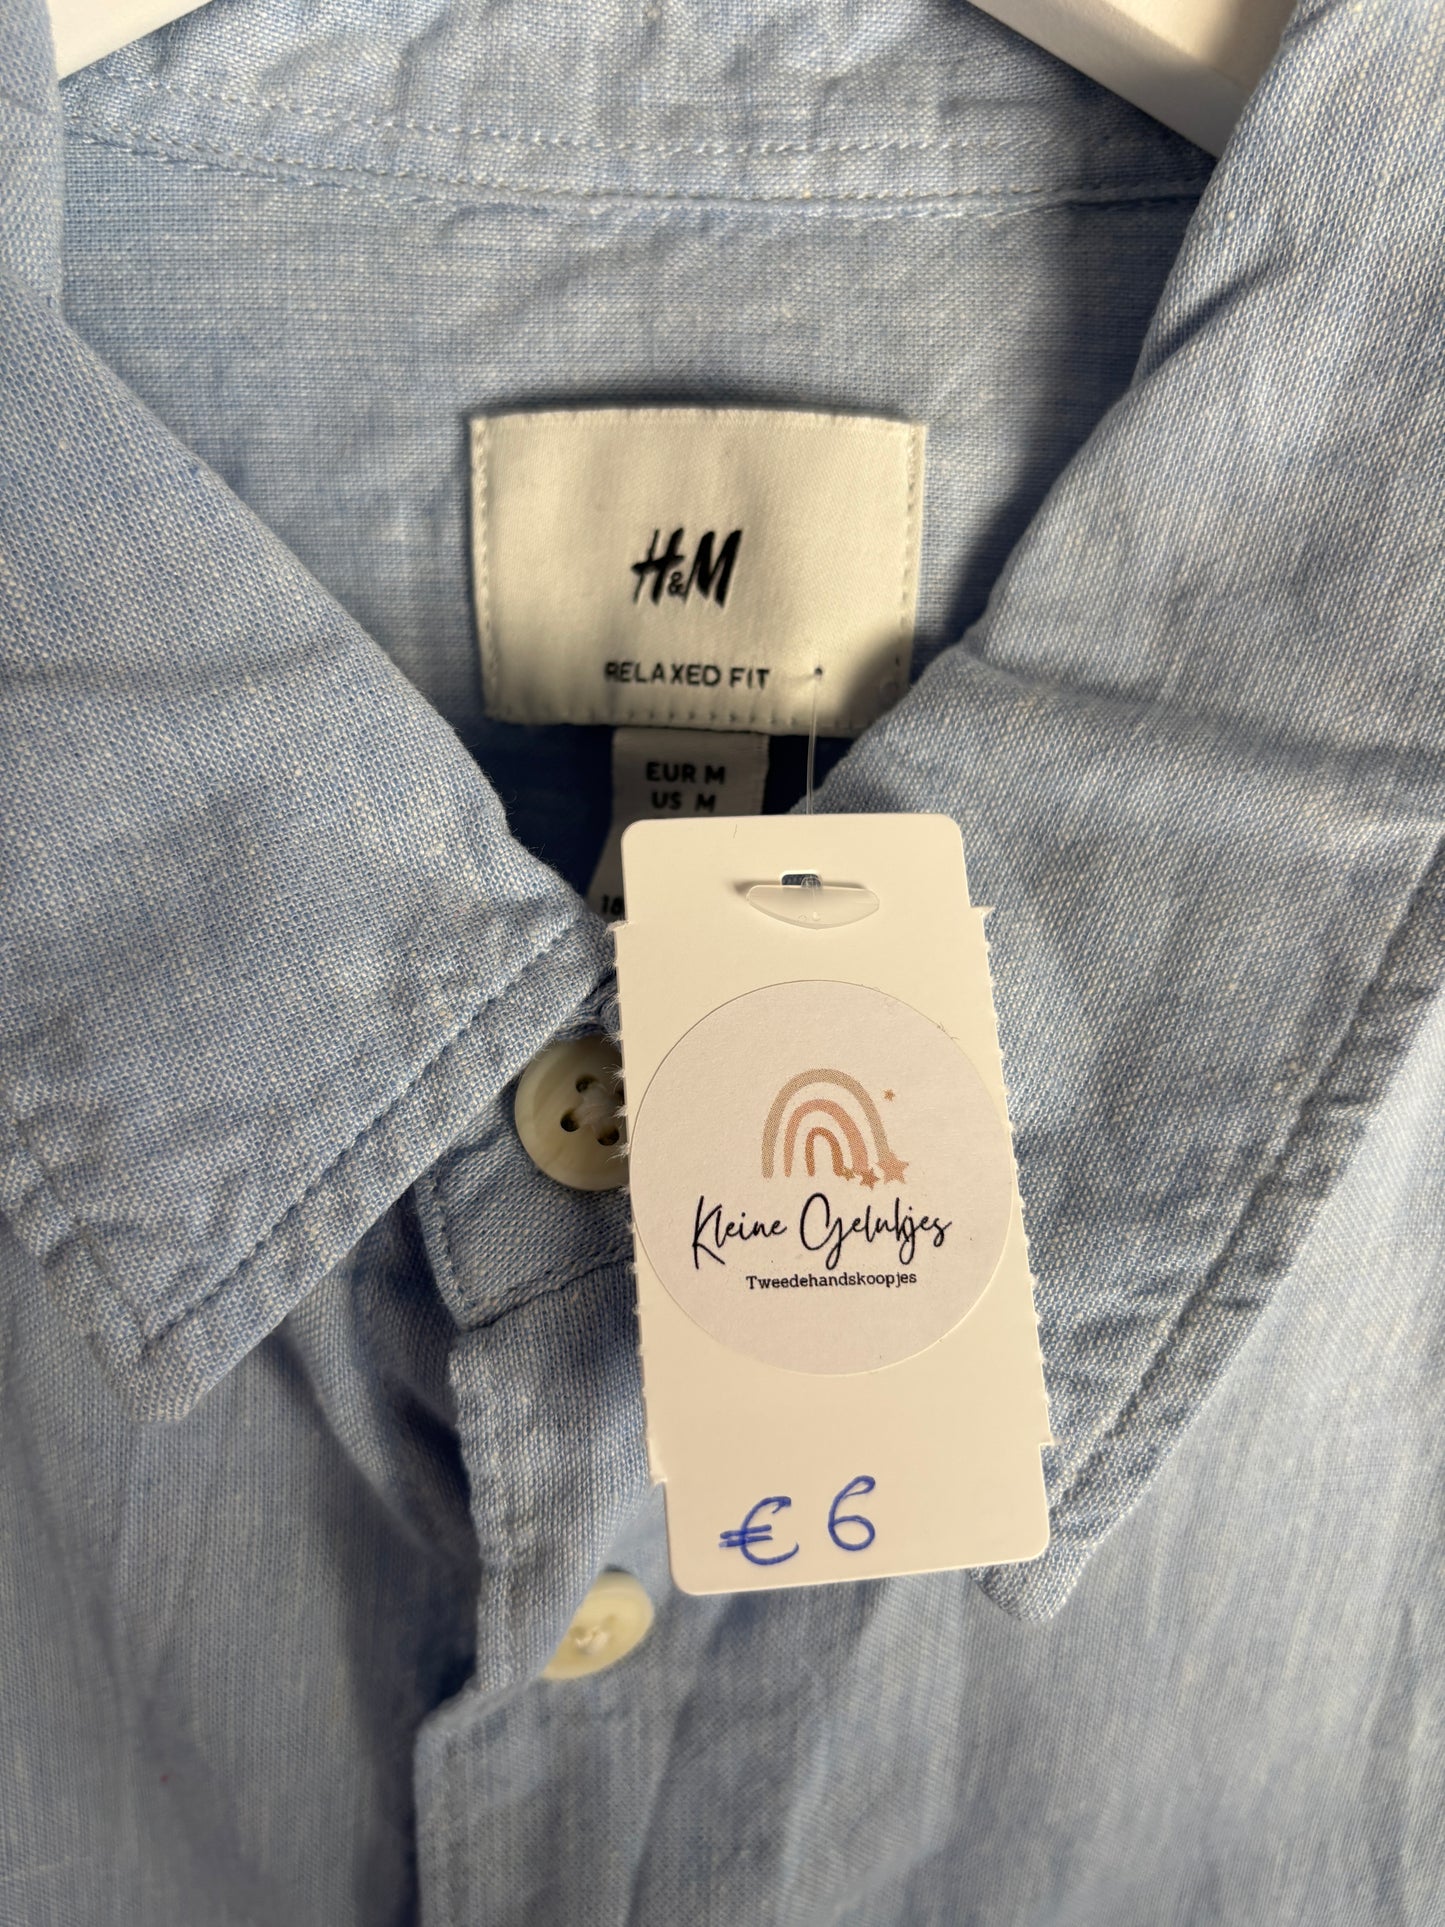 H&M
RELAXED FIT
EUR M
US M
Kleine Gelukjes
Tweedehandskoopjes
€ 6